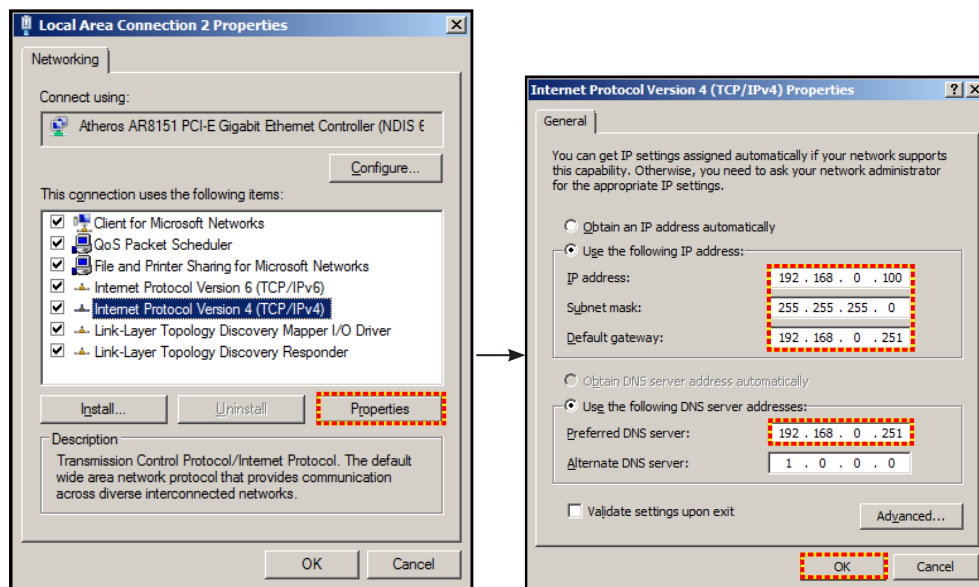 Local Area Connection 2 Properties
Networking
Connect using:
Atheros AR8151 PCI-E Gigabit Ethernet Controller (NDIS 6
Configure...
This connection uses the following items:
Client for Microsoft Networks
QoS Packet Scheduler
File and Printer Sharing for Microsoft Networks
Internet Protocol Version 6 (TCP/IPv6)
Internet Protocol Version 4 (TCP/IPv4)
Link-Layer Topology Discovery Mapper I/O Driver
Link-Layer Topology Discovery Responder
Install...
Uninstall
Properties
Description
Transmission Control Protocol/Internet Protocol. The default
wide area network protocol that provides communication
across diverse interconnected networks.
OK
Cancel
Internet Protocol Version 4 (TCP/IPv4) Properties
General
You can get IP settings assigned automatically if your network supports
this capability. Otherwise, you need to ask your network administrator
for the appropriate IP settings.
Obtain an IP address automatically
Use the following IP address:
IP address: 192 . 168 . 0 . 100
Subnet mask: 255 . 255 . 255 . 0
Default gateway: 192 . 168 . 0 . 251
Obtain DNS server address automatically
Use the following DNS server addresses:
Preferred DNS server: 192 . 168 . 0 . 251
Alternate DNS server: 1 . 0 . 0 . 0
Validate settings upon exit
Advanced...
OK
Cancel